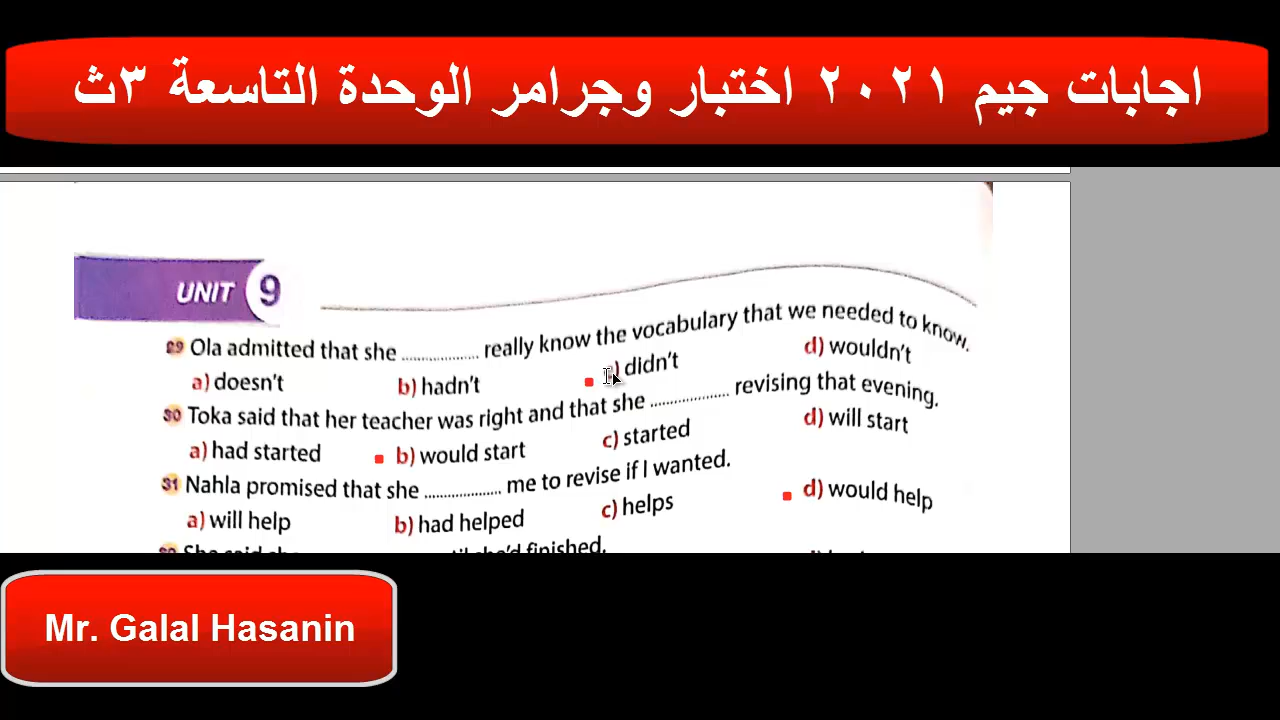 اجابات جيم ٢٠٢١ اختبار وجرامر الوحدة التاسعة ٣ث
UNIT 9
29 Ola admitted that she ................... really know the vocabulary that we needed to know.
a) doesn't b) hadn't c) didn't d) wouldn't
30 Toka said that her teacher was right and that she ................... revising that evening.
a) had started b) would start c) started d) will start
31 Nahla promised that she ................... me to revise if I wanted.
a) will help b) had helped c) helps d) would help
she'd finished.
Mr. Galal Hasanin